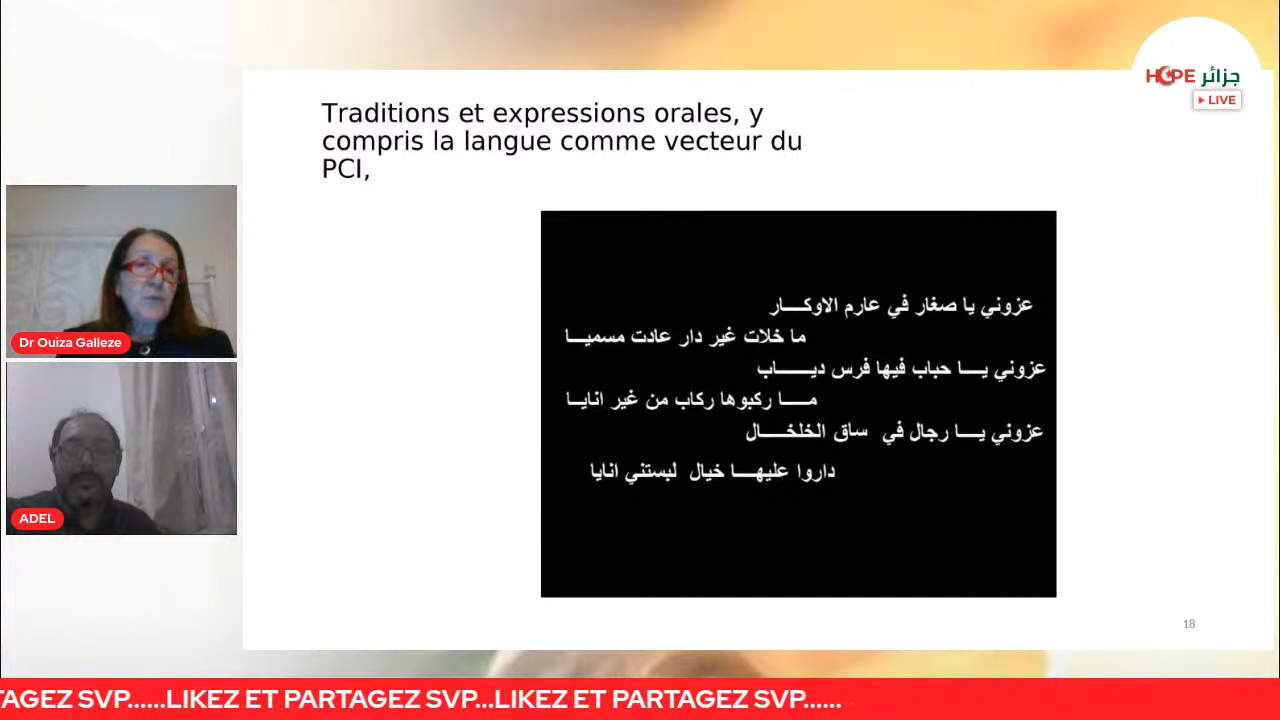 HOPE جزائر
LIVE
Traditions et expressions orales, y
compris la langue comme vecteur du
PCI,
عزوني يا صغار في عارم الاوكـــار
ما خلات غير دار عادت مسميـــا
عزوني يـــا حباب فيها فرس ديـــــاب
مـــا ركبوها ركاب من غير انايــا
عزوني يـــا رجال في ساق الخلخـــال
داروا عليهـــا خيال لبستني انايا
Dr Ouiza Galleze
ADEL
18
TAGEZ SVP......LIKEZ ET PARTAGEZ SVP...LIKEZ ET PARTAGEZ SVP......